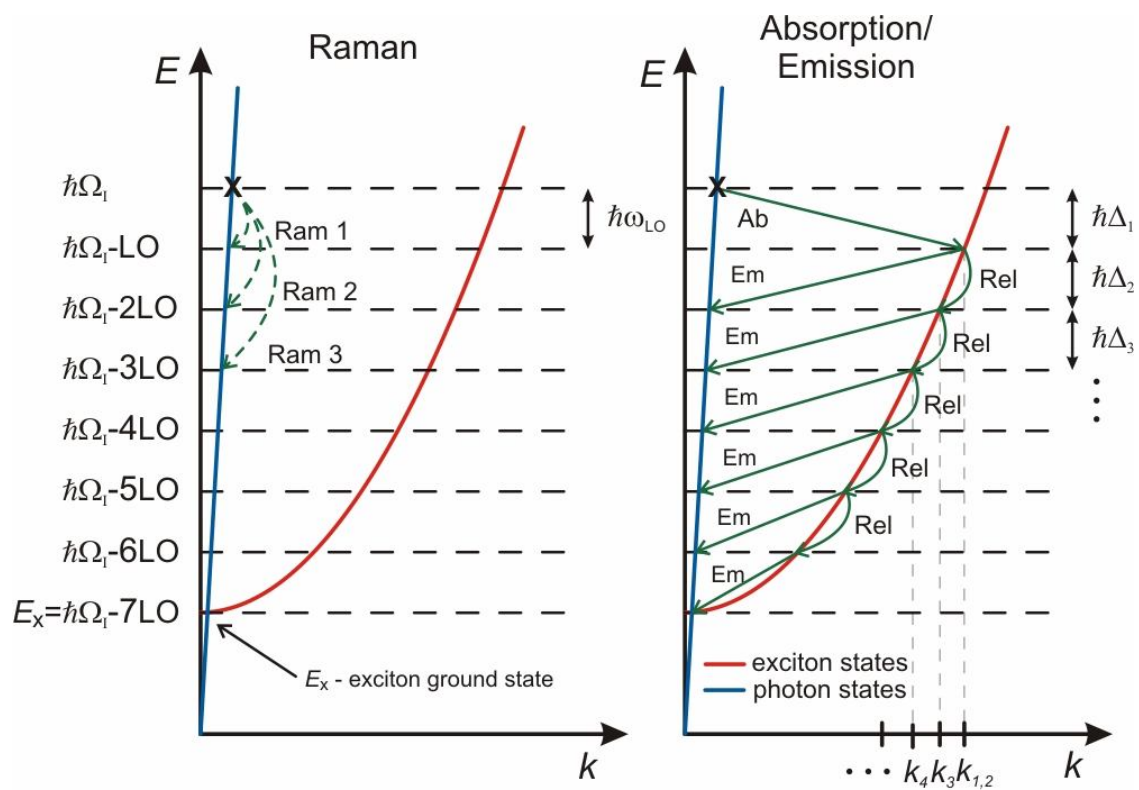 Raman
E
ħΩI
ħΩI-LO
ħΩI-2LO
ħΩI-3LO
ħΩI-4LO
ħΩI-5LO
ħΩI-6LO
Ex=ħΩI-7LO
X
Ram 1
Ram 2
Ram 3
ħωLO
Ex - exciton ground state
k
Absorption/
Emission
E
X
Ab
Em
Em
Em
Em
Em
Em
Rel
Rel
Rel
Rel
Rel
ħΔ1
ħΔ2
ħΔ3
exciton states
photon states
k4 k3 k1,2
k